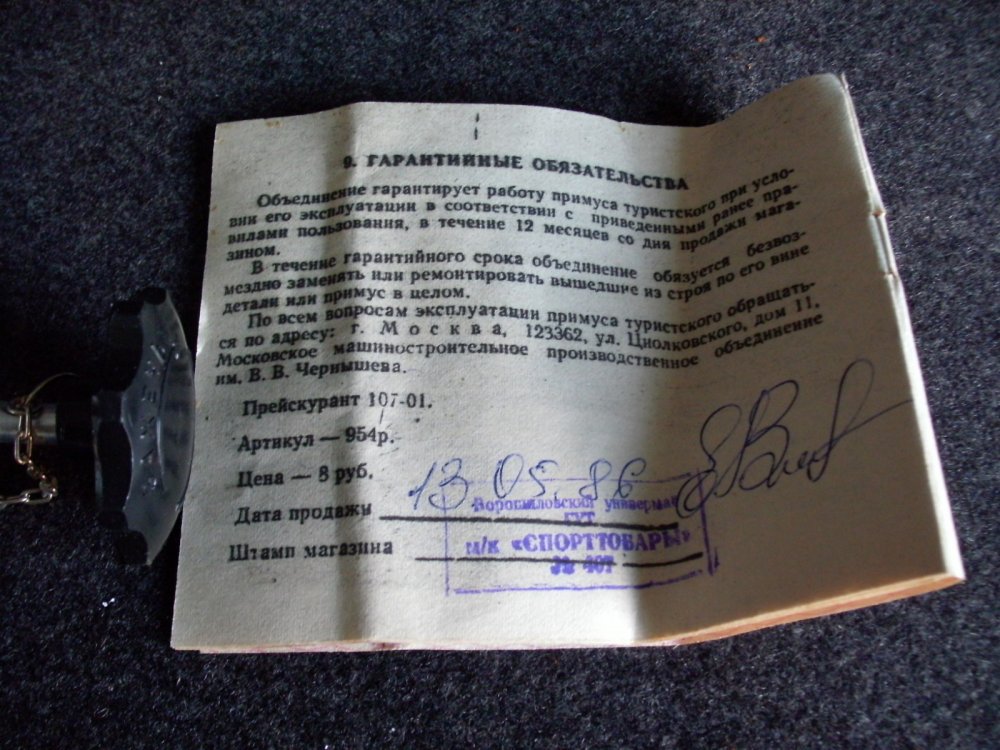 9. ГАРАНТИЙНЫЕ ОБЯЗАТЕЛЬСТВА
Объединение гарантирует работу примуса туристского при усло-
вии его эксплуатации в соответствии с приведенными ранее пра-
вилами пользования, в течение 12 месяцев со дня продажи мага-
зином.
В течение гарантийного срока объединение обязуется безвоз-
мездно заменять или ремонтировать вышедшие из строя по его вине
детали или примус в целом.
По всем вопросам эксплуатации примуса туристского обращать-
ся по адресу: г. Москва, 123362, ул. Циолковского, дом 11,
Московское машиностроительное производственное объединение
им. В. В. Чернышева.
Прейскурант 107-01.
Артикул — 954р.
Цена — 8 руб.
Дата продажи 13.05.86
Ворошиловский универмаг
ГУТ
Штамп магазина м/к «СПОРТТОВАРЫ»
№ 407